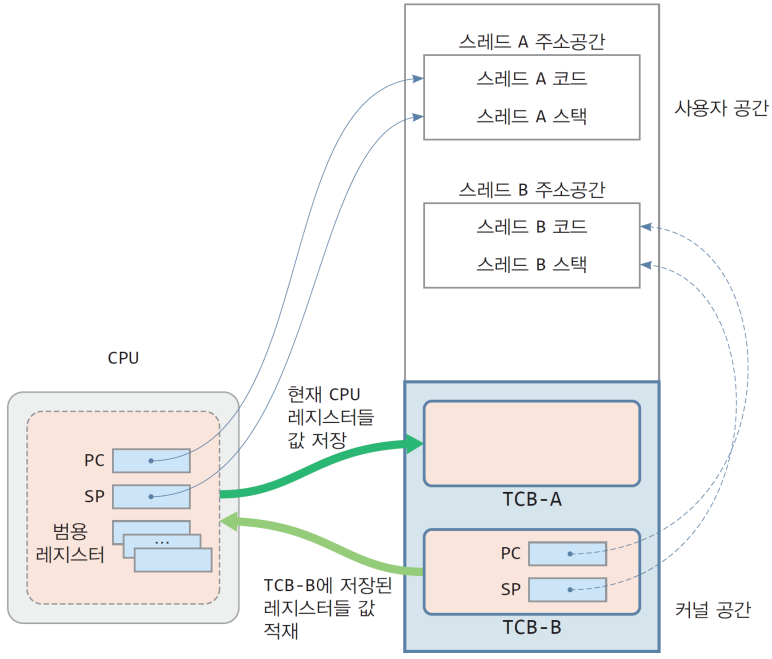 스레드 A 주소공간
스레드 A 코드
스레드 A 스택
사용자 공간
스레드 B 주소공간
스레드 B 코드
스레드 B 스택
CPU
현재 CPU
레지스터들
값 저장
PC
SP
범용
레지스터
...
TCB-A
PC
SP
TCB-B
TCB-B에 저장된
레지스터들 값
적재
커널 공간